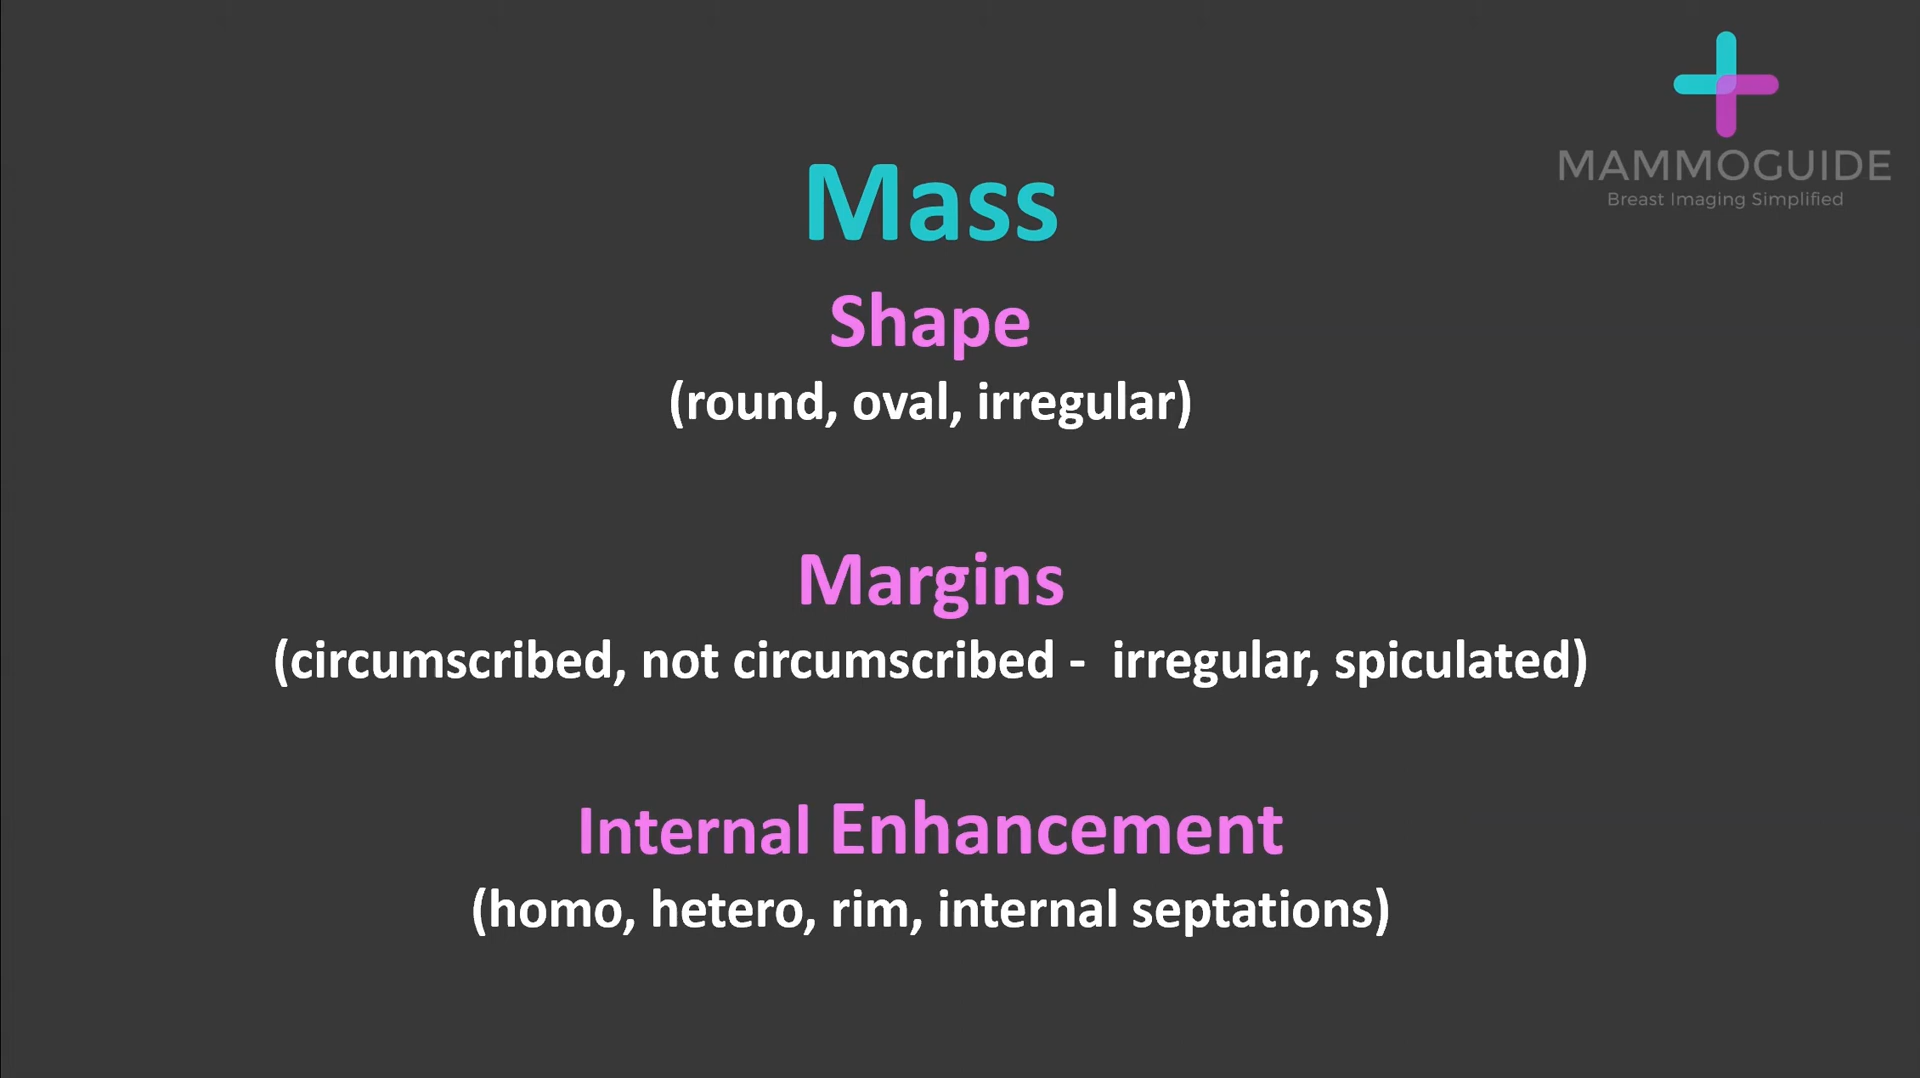 MAMMOGUIDE
Breast Imaging Simplified
Mass
Shape
(round, oval, irregular)
Margins
(circumscribed, not circumscribed -  irregular, spiculated)
Internal Enhancement
(homo, hetero, rim, internal septations)